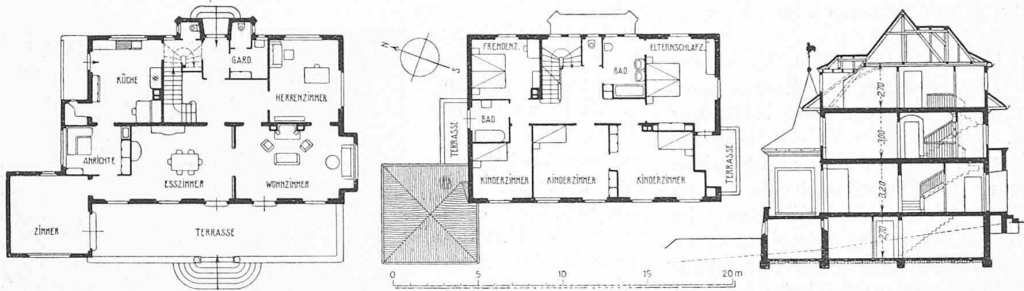 KÜCHE
GARD.
HERRENZIMMER
ANRICHTE
ESSZIMMER
WOHNZIMMER
ZIMMER
TERRASSE
N
S
FREMDENZ.
BAD
ELTERNSCHLAFZ.
BAD
TERRASSE
KINDERZIMMER
KINDERZIMMER
KINDERZIMMER
TERRASSE
0 5 10 15 20 m
2,70
3,00
3,20
2,70